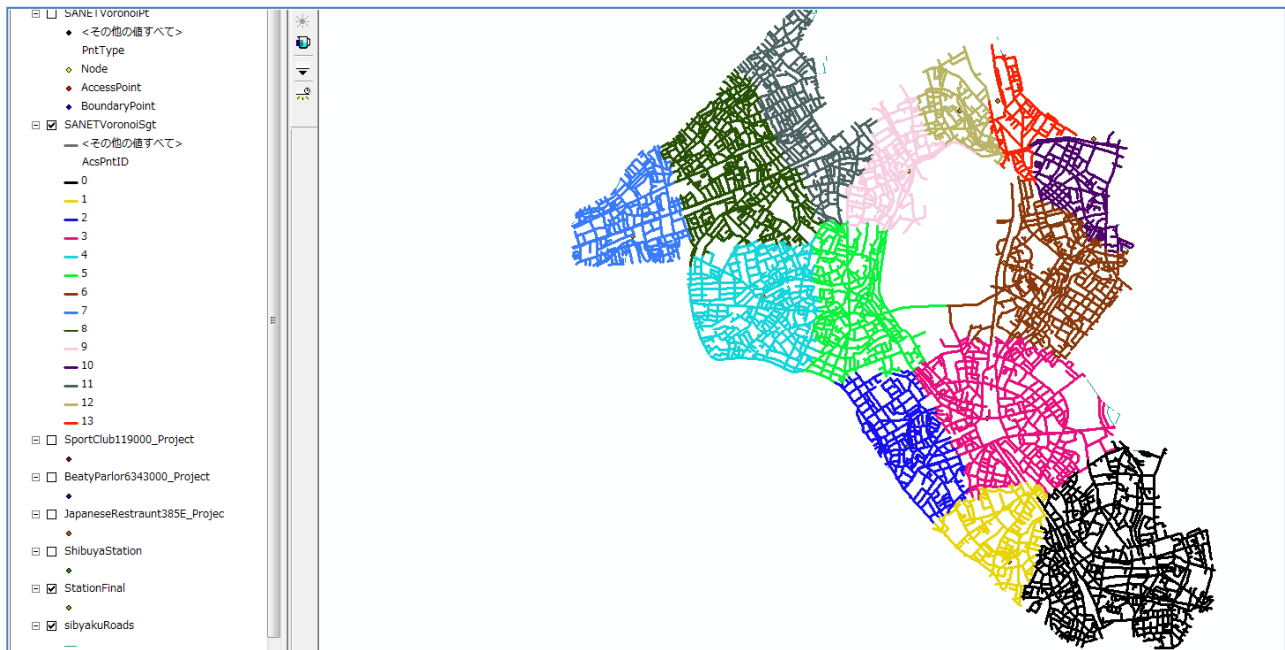 SANETVoronoiPt
<その他の値すべて>
PntType
Node
AccessPoint
BoundaryPoint
SANETVoronoiSgt
<その他の値すべて>
AcsPntID
0
1
2
3
4
5
6
7
8
9
10
11
12
13
SportClub119000_Project
BeatyParlor6343000_Project
JapaneseRestraunt385E_Projec
ShibuyaStation
StationFinal
sibyakuRoads